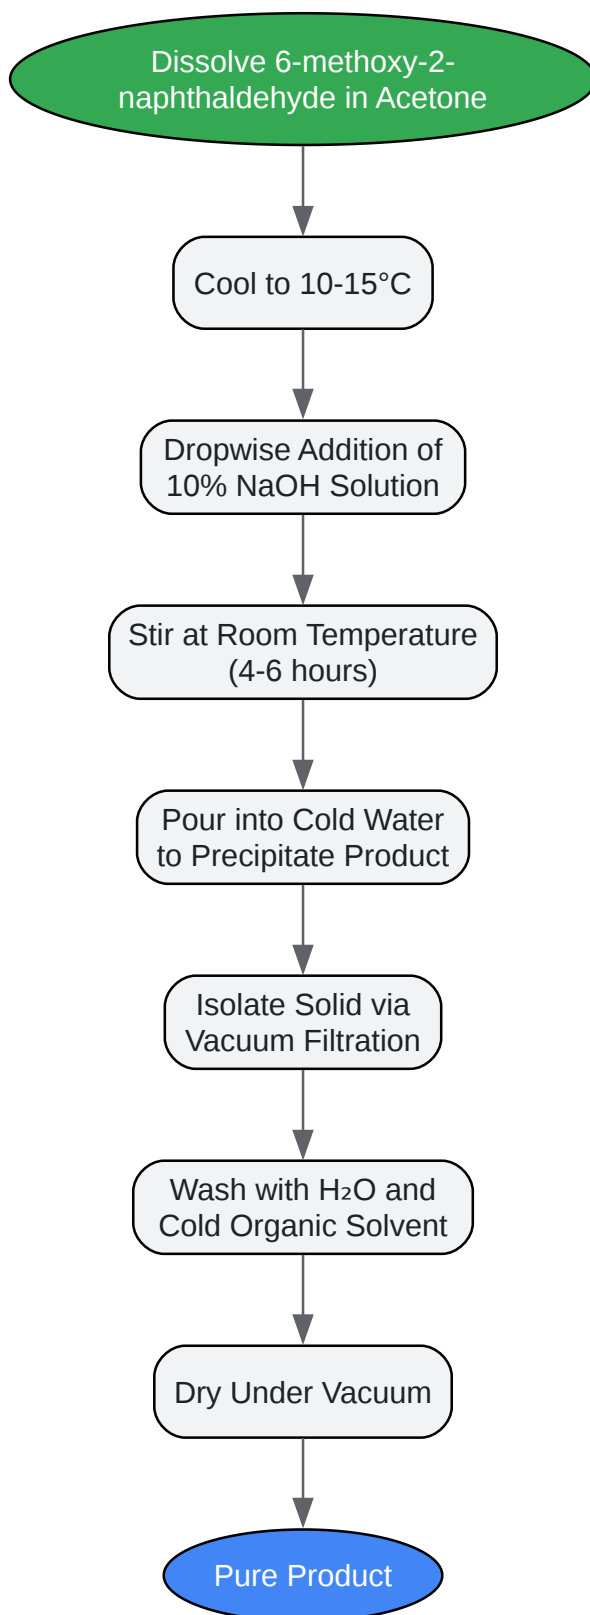 Dissolve 6-methoxy-2-
naphthaldehyde in Acetone
Cool to 10-15°C
Dropwise Addition of
10% NaOH Solution
Stir at Room Temperature
(4-6 hours)
Pour into Cold Water
to Precipitate Product
Isolate Solid via
Vacuum Filtration
Wash with H₂O and
Cold Organic Solvent
Dry Under Vacuum
Pure Product